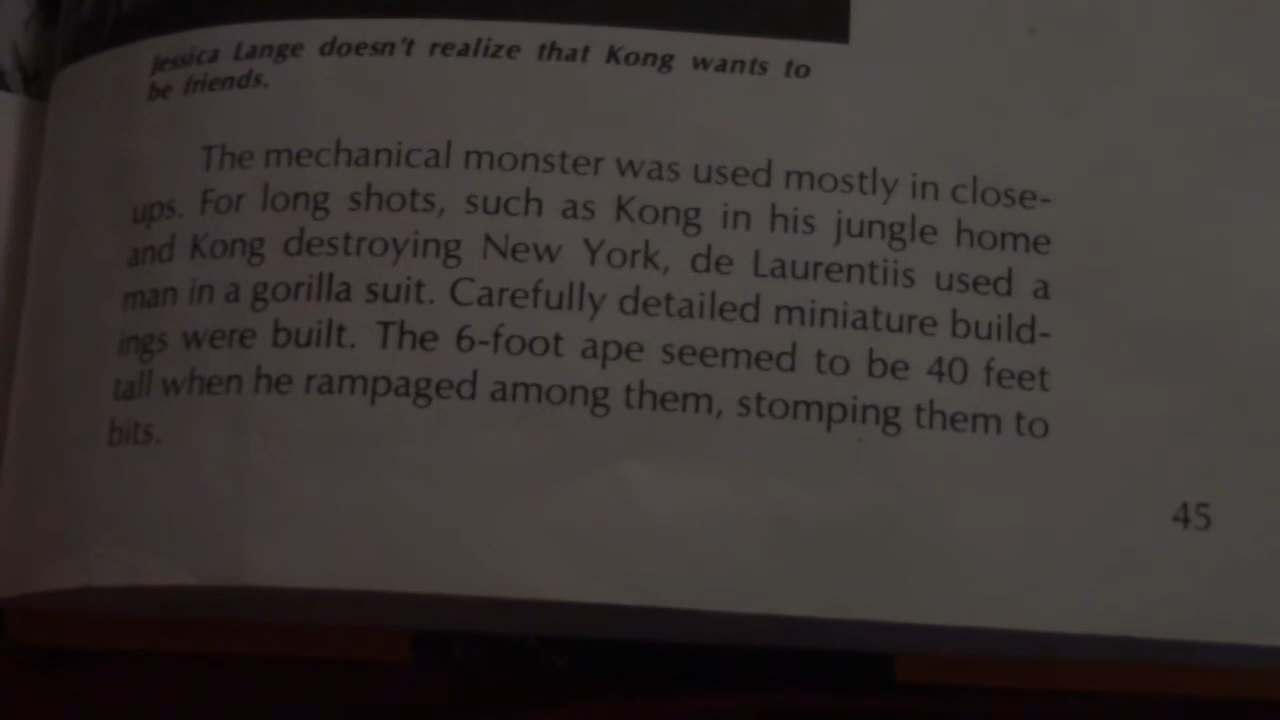 Jessica Lange doesn't realize that Kong wants to
be friends.
The mechanical monster was used mostly in close-
ups. For long shots, such as Kong in his jungle home
and Kong destroying New York, de Laurentiis used a
man in a gorilla suit. Carefully detailed miniature build-
ings were built. The 6-foot ape seemed to be 40 feet
tall when he rampaged among them, stomping them to
bits.
45